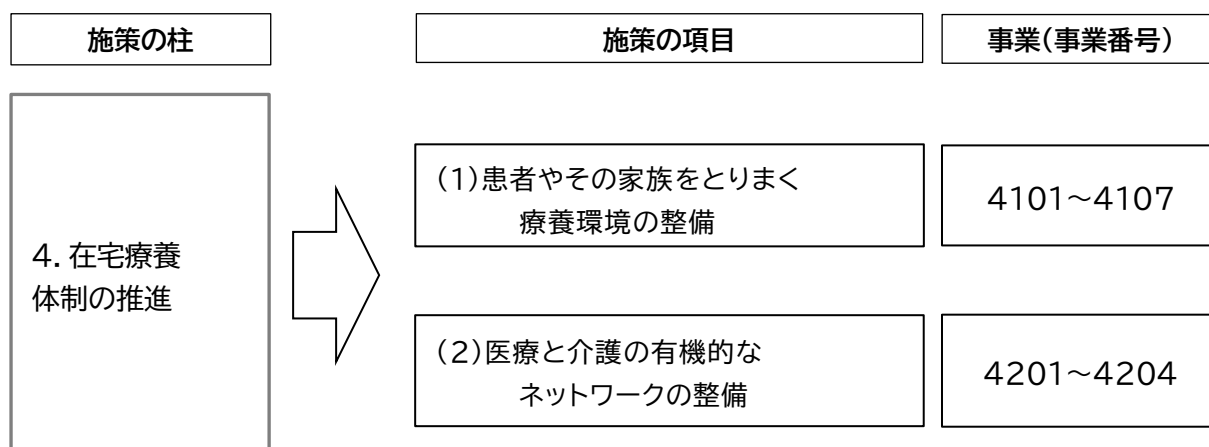 施策の柱
施策の項目
事業(事業番号)
4. 在宅療養
体制の推進
(1)患者やその家族をとりまく
療養環境の整備
4101～4107
(2)医療と介護の有機的な
ネットワークの整備
4201～4204